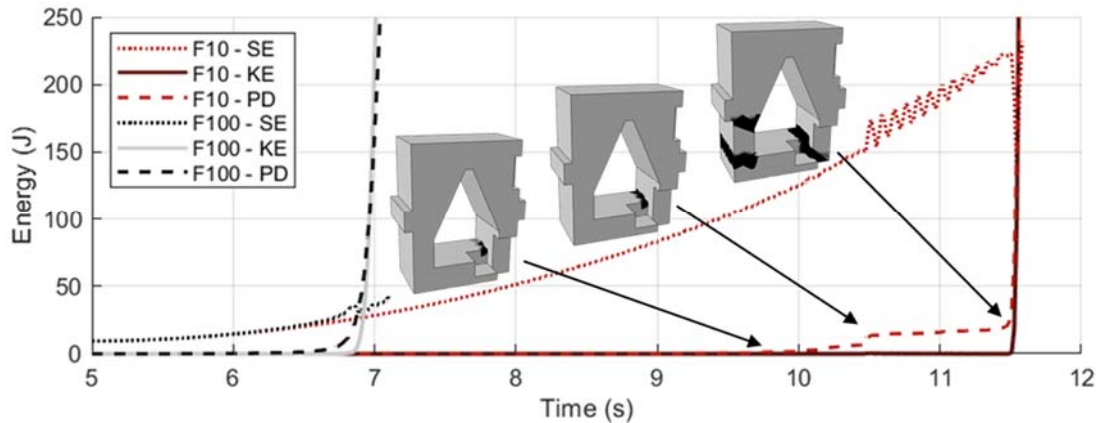 250
200
150
100
50
0
Energy (J)
F10 - SE
F10 - KE
F10 - PD
F100 - SE
F100 - KE
F100 - PD
5 6 7 8 9 10 11 12
Time (s)